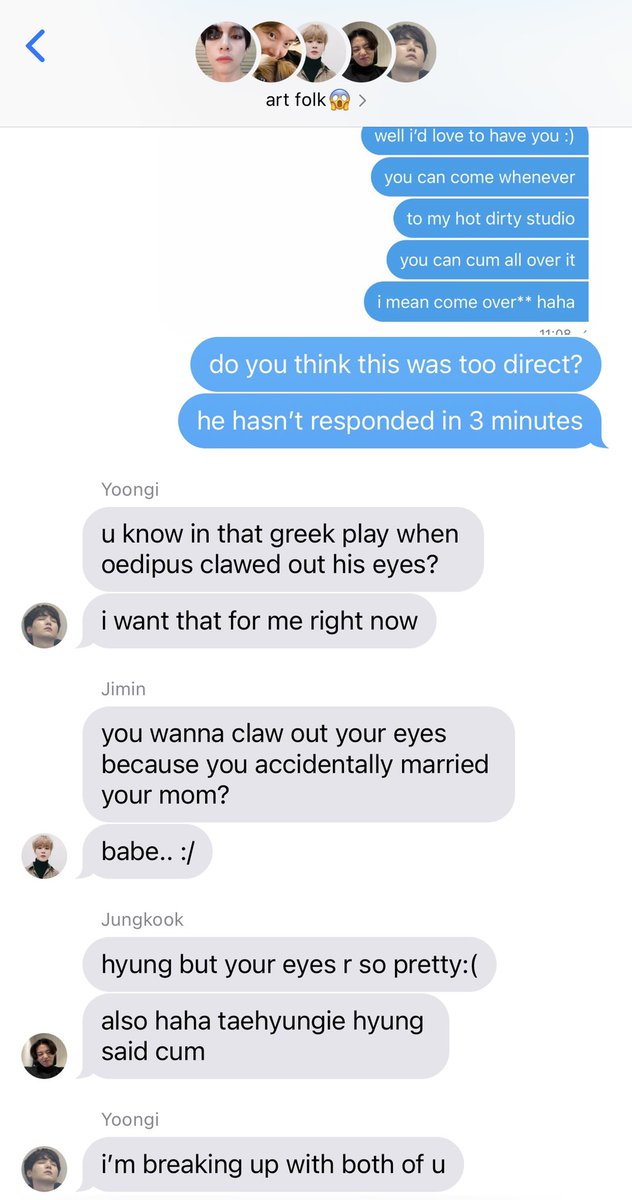 art folk😱 >
well i'd love to have you :)
you can come whenever
to my hot dirty studio
you can cum all over it
i mean come over** haha
11:08
do you think this was too direct?
he hasn't responded in 3 minutes
Yoongi
u know in that greek play when
oedipus clawed out his eyes?
i want that for me right now
Jimin
you wanna claw out your eyes
because you accidentally married
your mom?
babe.. :/
Jungkook
hyung but your eyes r so pretty:(
also haha taehyungie hyung
said cum
Yoongi
i'm breaking up with both of u